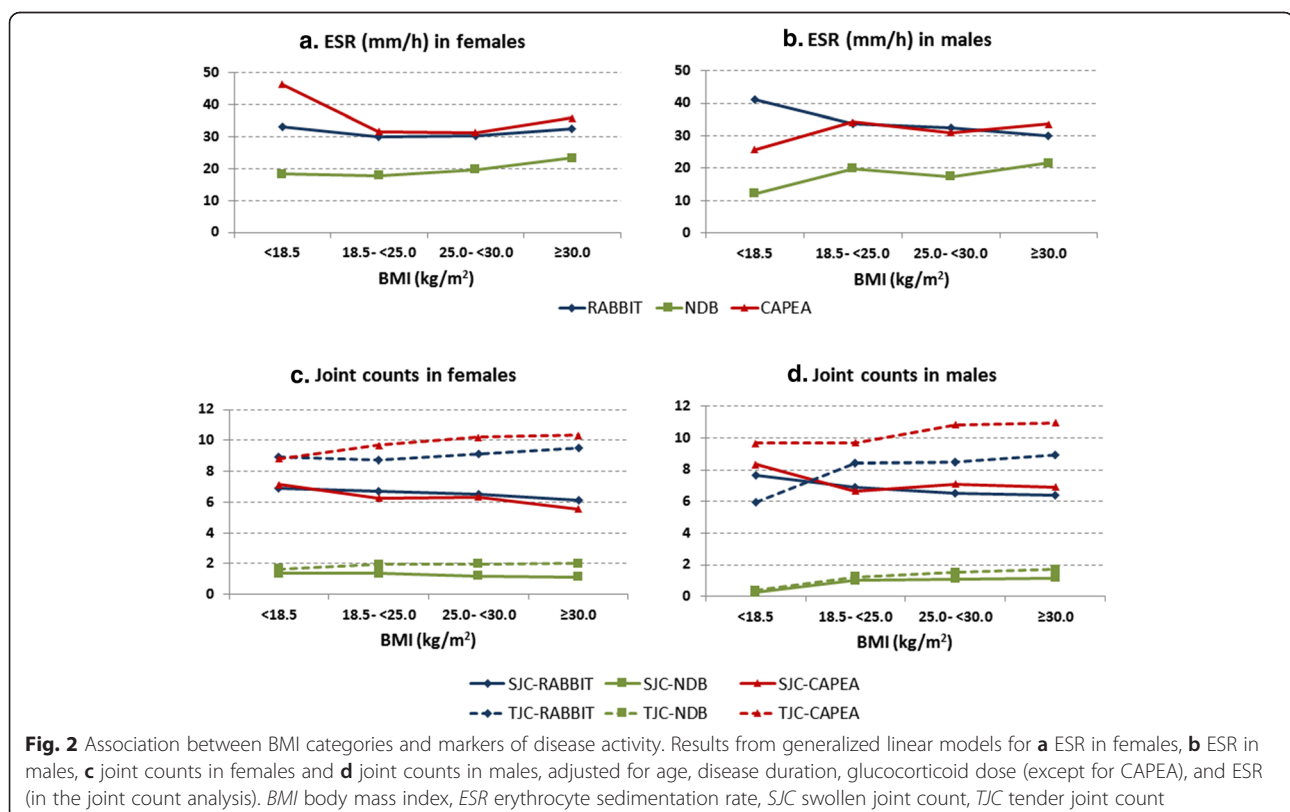 a. ESR (mm/h) in females
50
40
30
20
10
0
<18.5 18.5- <25.0 25.0- <30.0 ≥30.0
BMI (kg/m²)
b. ESR (mm/h) in males
50
40
30
20
10
0
<18.5 18.5- <25.0 25.0- <30.0 ≥30.0
BMI (kg/m²)
RABBIT NDB CAPEA
c. Joint counts in females
12
10
8
6
4
2
0
<18.5 18.5- <25.0 25.0- <30.0 ≥30.0
BMI (kg/m²)
d. Joint counts in males
12
10
8
6
4
2
0
<18.5 18.5- <25.0 25.0- <30.0 ≥30.0
BMI (kg/m²)
SJC-RABBIT SJC-NDB SJC-CAPEA
TJC-RABBIT TJC-NDB TJC-CAPEA
Fig. 2 Association between BMI categories and markers of disease activity. Results from generalized linear models for a ESR in females, b ESR in
males, c joint counts in females and d joint counts in males, adjusted for age, disease duration, glucocorticoid dose (except for CAPEA), and ESR
(in the joint count analysis). BMI body mass index, ESR erythrocyte sedimentation rate, SJC swollen joint count, TJC tender joint count